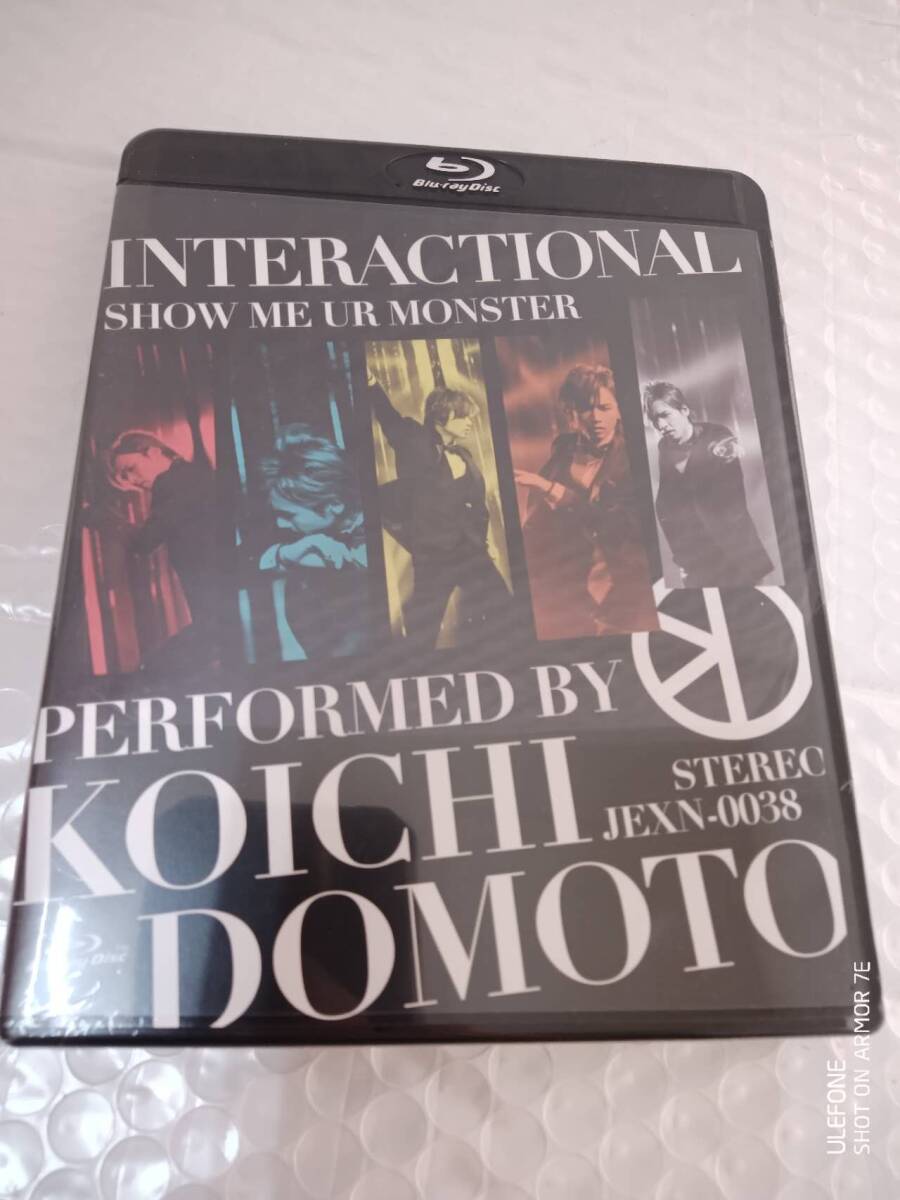 Blu-ray Disc
INTERACTIONAL
SHOW ME UR MONSTER
PERFORMED BY
KOICHI
STEREO
JEXN-0038
DOMOTO
Disc
ULEFONE
SHOT ON ARMOR 7E